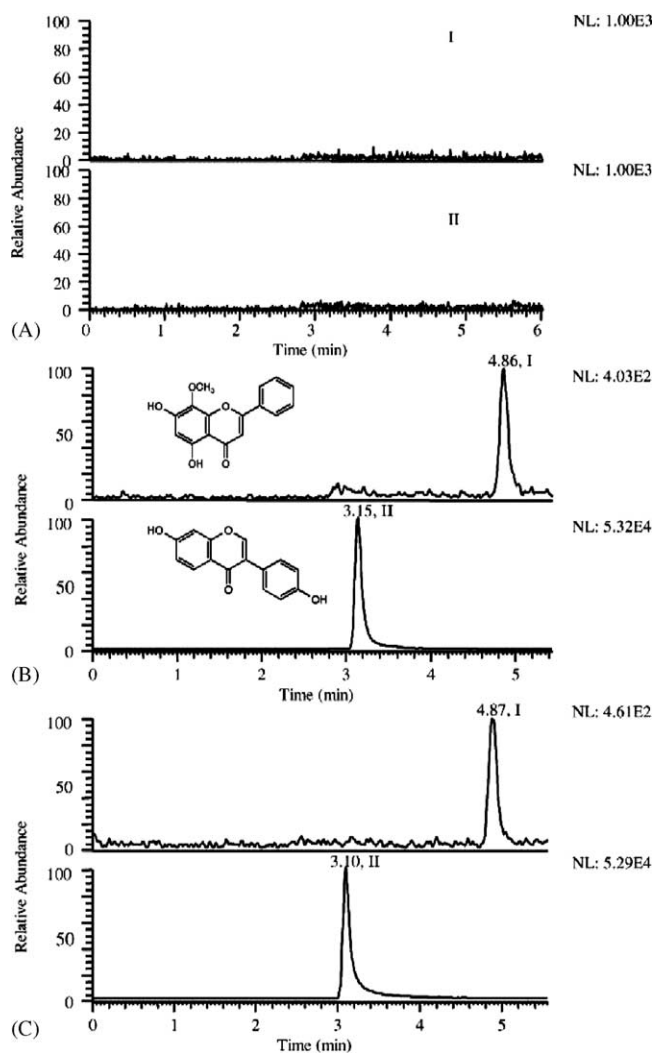 100
I
NL: 1.00E3
80
60
40
20
0
Relative Abundance
100
II
NL: 1.00E3
80
60
40
20
0
0 1 2 3 4 5 6
(A)
Time (min)
4.86, I
100
NL: 4.03E2
OCH3
HO
O
50
OH O
0
Relative Abundance
3.15, II
100
NL: 5.32E4
HO
O
50
O
OH
0
0 1 2 3 4 5
(B)
Time (min)
4.87, I
100
NL: 4.61E2
50
0
Relative Abundance
3.10, II
100
NL: 5.29E4
50
0
0 1 2 3 4 5
(C)
Time (min)